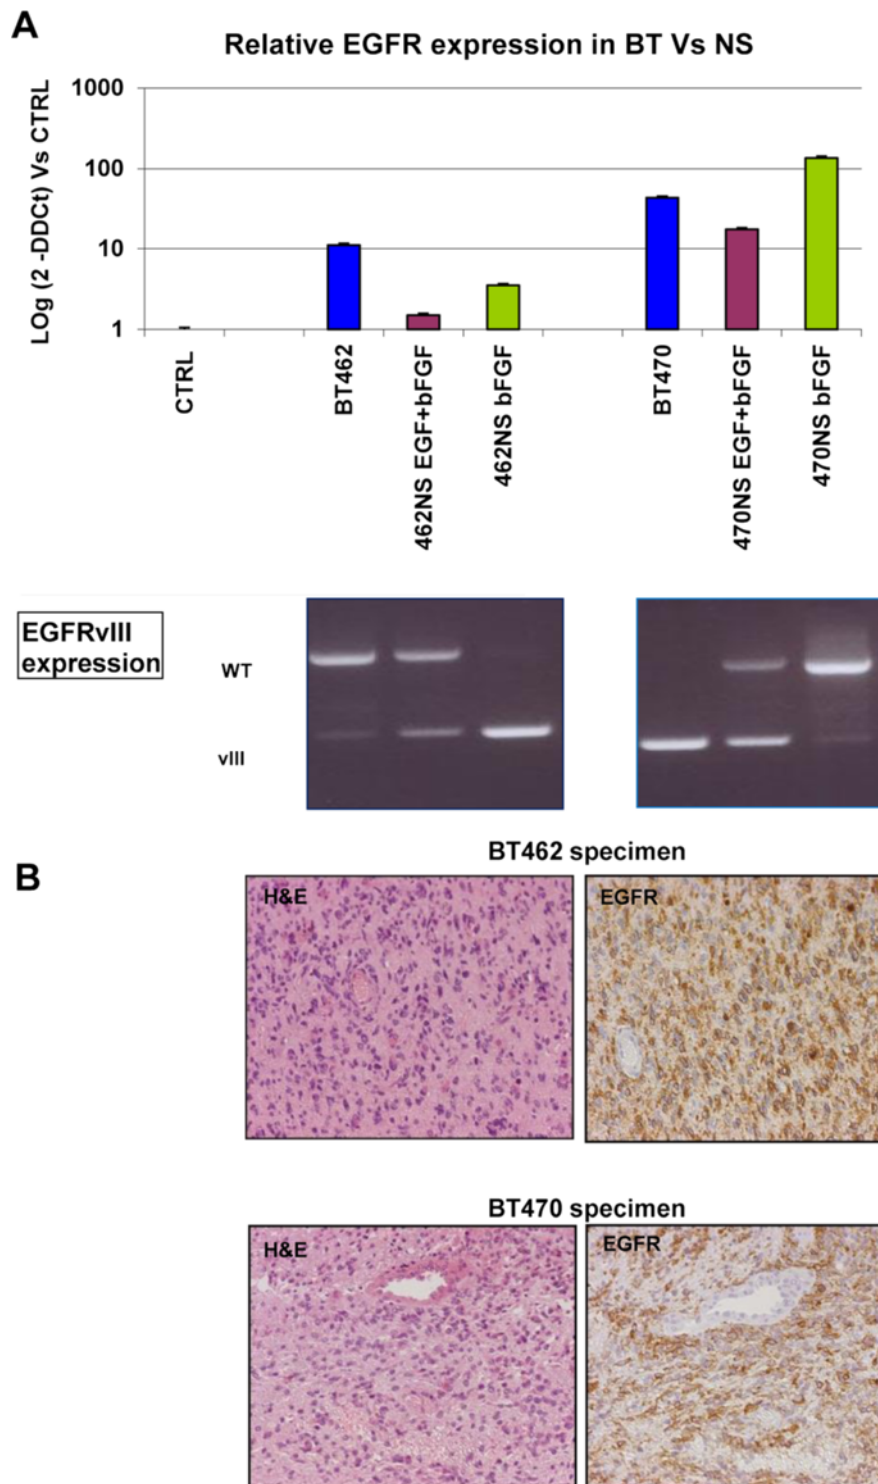 A
Relative EGFR expression in BT Vs NS
LOg (2 -DDCt) Vs CTRL
1000
100
10
1
CTRL
BT462
462NS EGF+bFGF
462NS bFGF
BT470
470NS EGF+bFGF
470NS bFGF
EGFRvIII
expression
WT
vIII
B
BT462 specimen
H&E
EGFR
BT470 specimen
H&E
EGFR